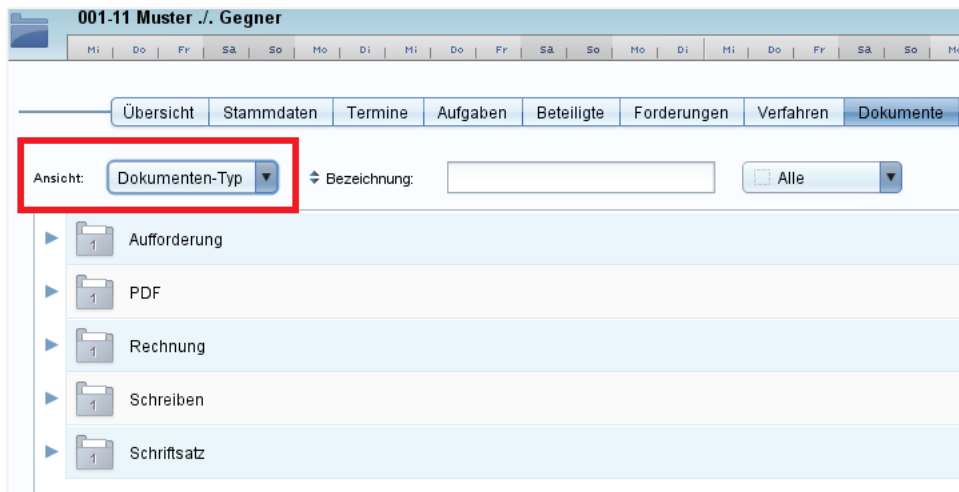 001-11 Muster ./. Gegner
Mi Do Fr Sa So Mo Di Mi Do Fr Sa So Mo Di Mi Do Fr Sa So
Übersicht Stammdaten Termine Aufgaben Beteiligte Forderungen Verfahren Dokumente
Ansicht: Dokumenten-Typ Bezeichnung: Alle
1 Aufforderung
1 PDF
1 Rechnung
1 Schreiben
1 Schriftsatz